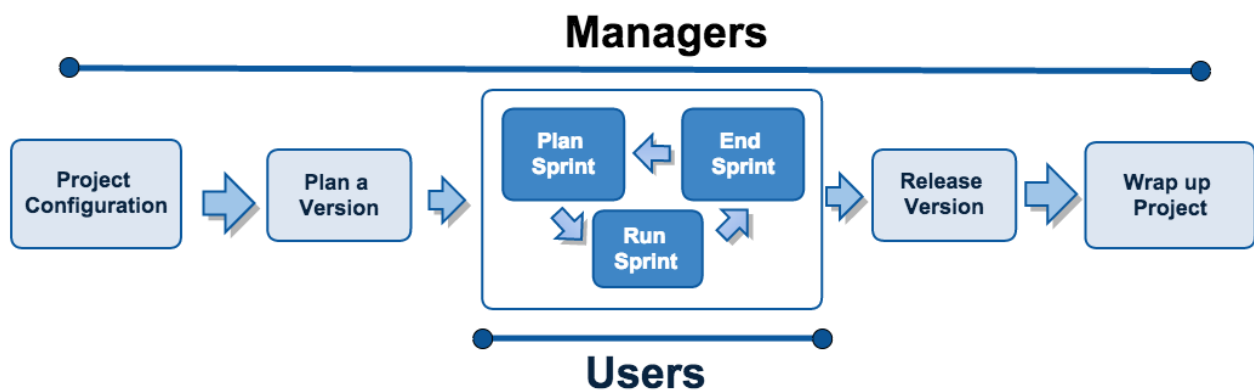 Managers
Project
Configuration
Plan a
Version
Plan
Sprint
End
Sprint
Run
Sprint
Release
Version
Wrap up
Project
Users